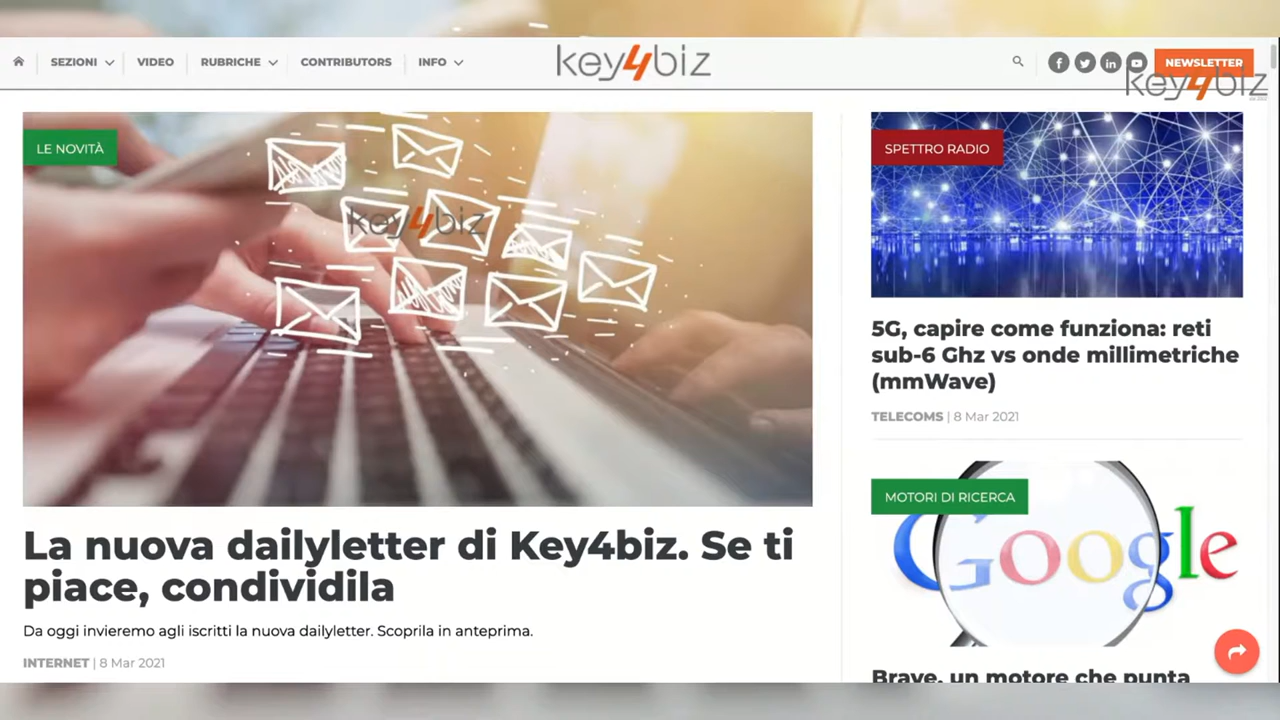 SEZIONI
VIDEO
RUBRICHE
CONTRIBUTORS
INFO
key4biz
NEWSLETTER
key4biz
LE NOVITÀ
key4biz
La nuova dailyletter di Key4biz. Se ti
piace, condividila
Da oggi invieremo agli iscritti la nuova dailyletter. Scoprila in anteprima.
INTERNET | 8 Mar 2021
SPETTRO RADIO
5G, capire come funziona: reti
sub-6 Ghz vs onde millimetriche
(mmWave)
TELECOMS | 8 Mar 2021
MOTORI DI RICERCA
Google
Brave, un motore che punta